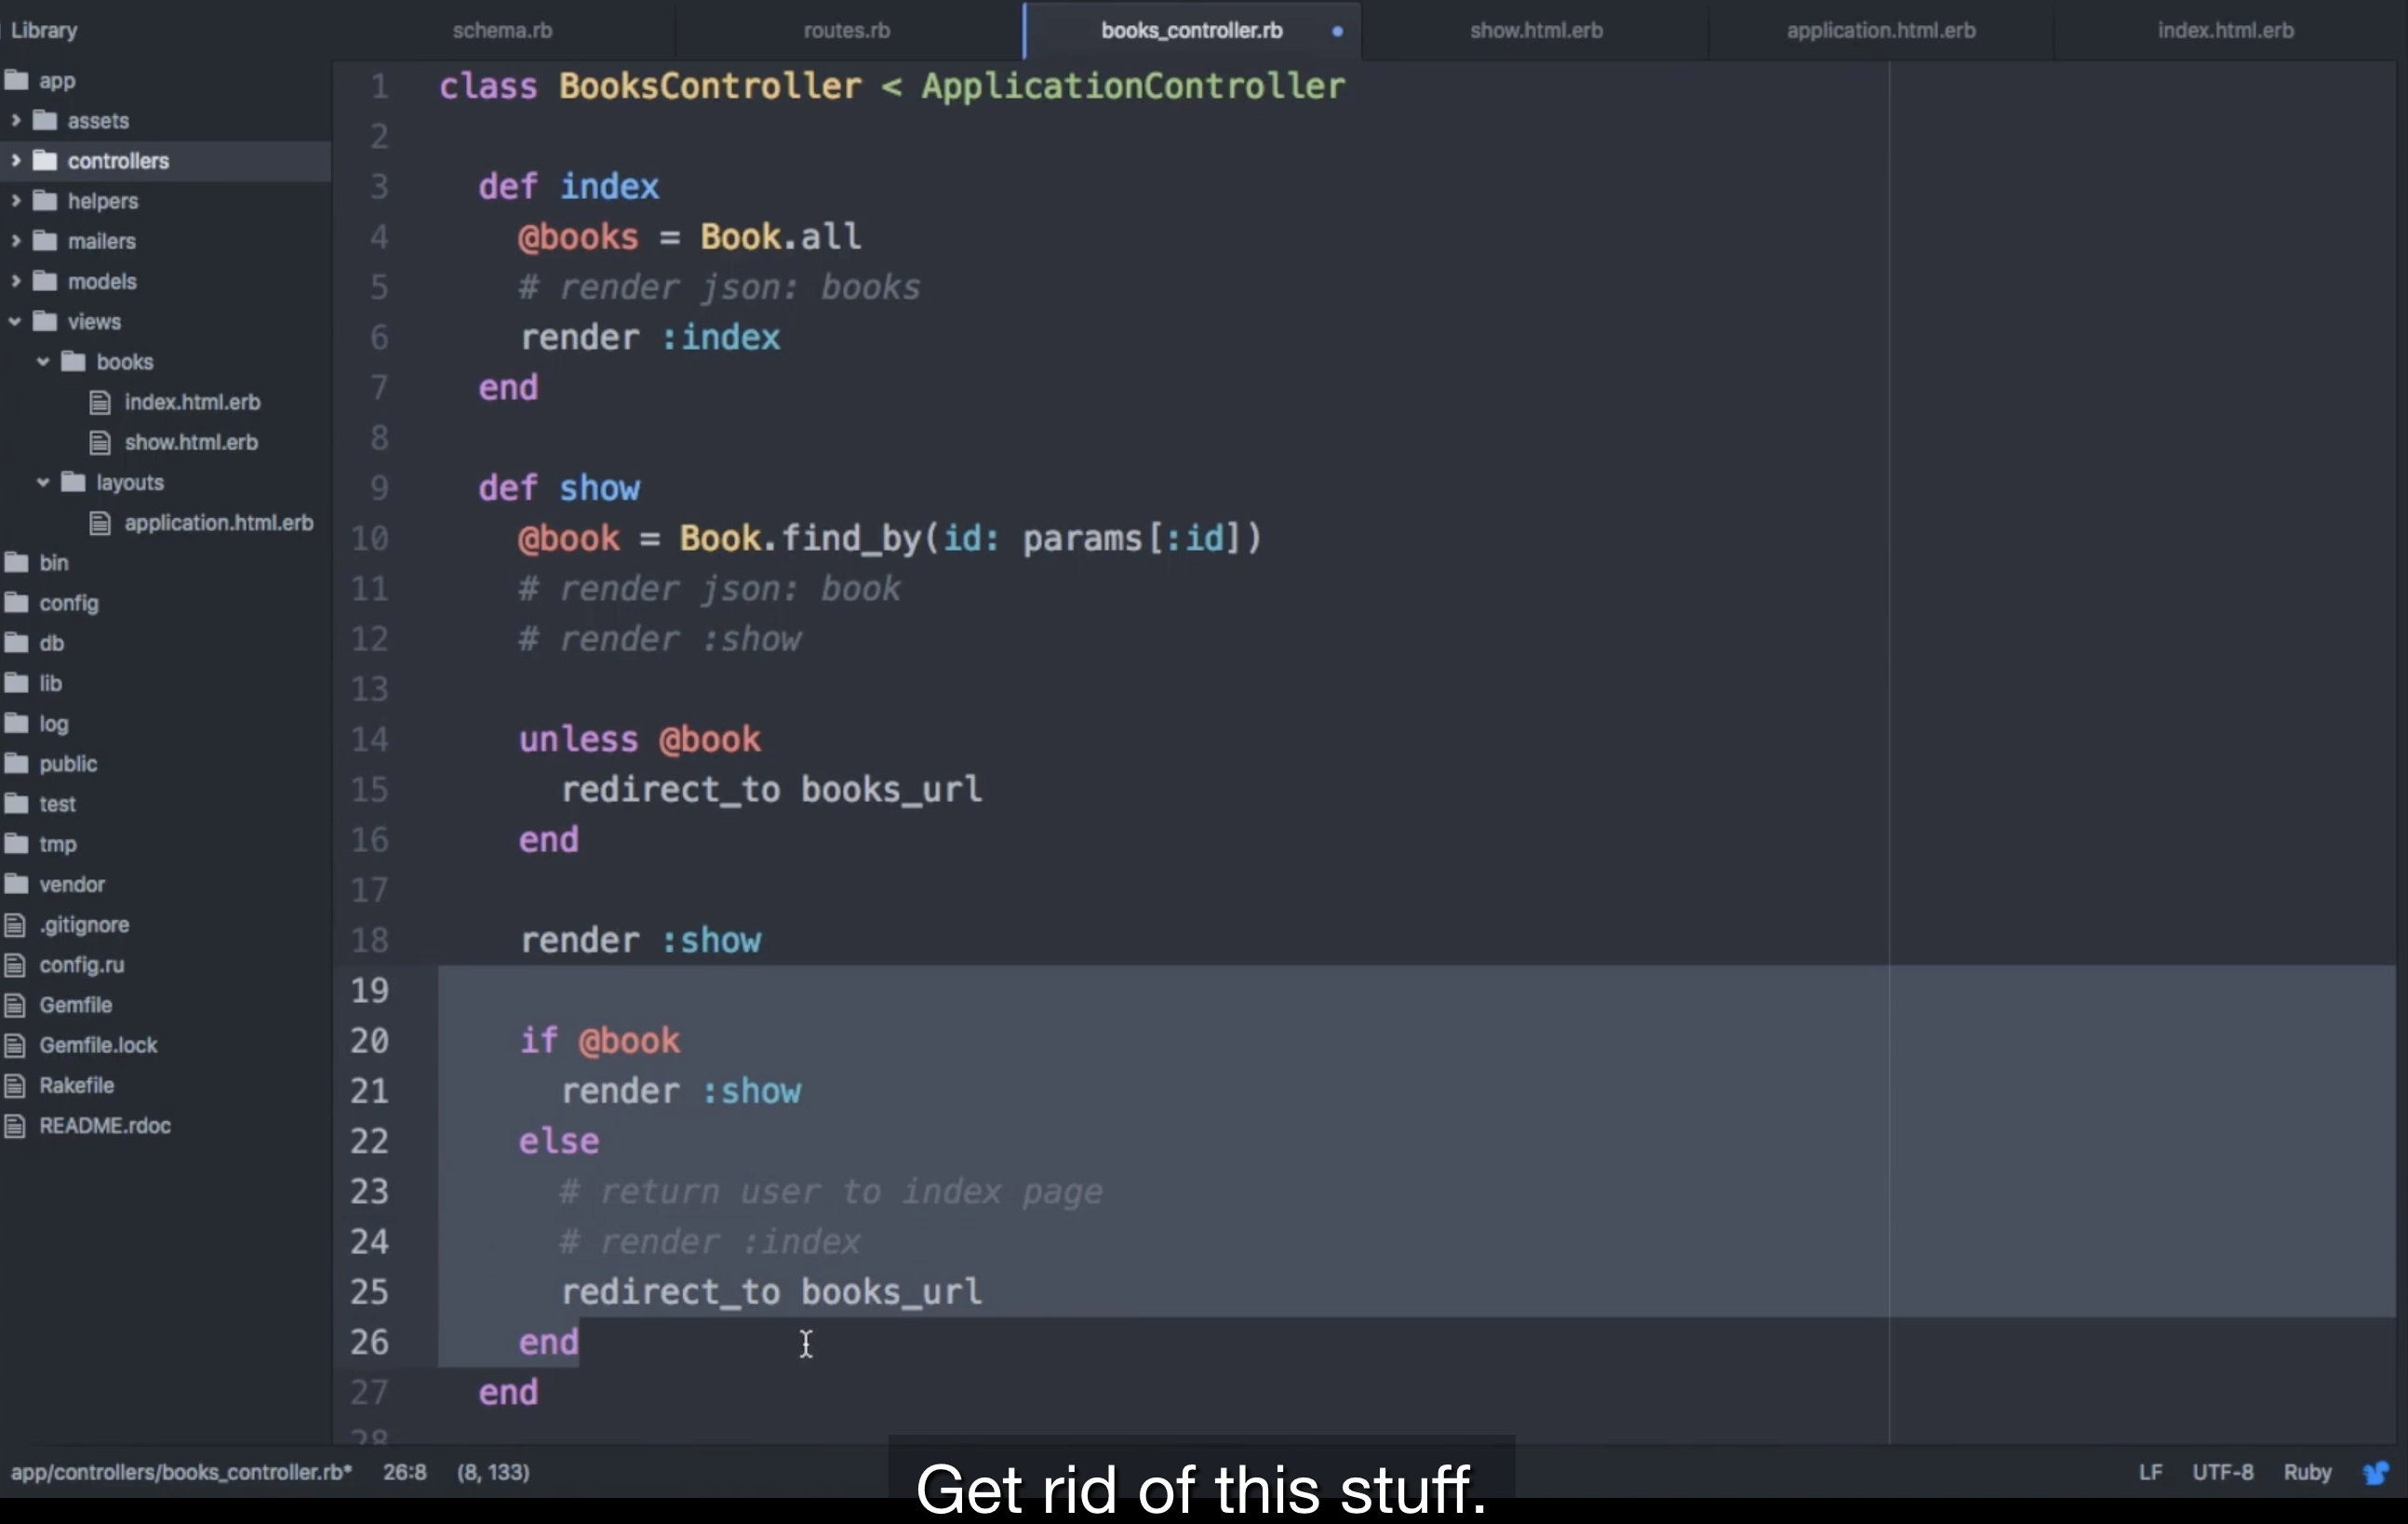 Library
schema.rb
routes.rb
books_controller.rb
show.html.erb
application.html.erb
index.html.erb
app
assets
controllers
helpers
mailers
models
views
books
index.html.erb
show.html.erb
layouts
application.html.erb
bin
config
db
lib
log
public
test
tmp
vendor
.gitignore
config.ru
Gemfile
Gemfile.lock
Rakefile
README.rdoc
1 class BooksController < ApplicationController
2
3 def index
4 @books = Book.all
5 # render json: books
6 render :index
7 end
8
9 def show
10 @book = Book.find_by(id: params[:id])
11 # render json: book
12 # render :show
13
14 unless @book
15 redirect_to books_url
16 end
17
18 render :show
19
20 if @book
21 render :show
22 else
23 # return user to index page
24 # render :index
25 redirect_to books_url
26 end
27 end
28
app/controllers/books_controller.rb* 26:8 (8, 133)
LF UTF-8 Ruby
Get rid of this stuff.